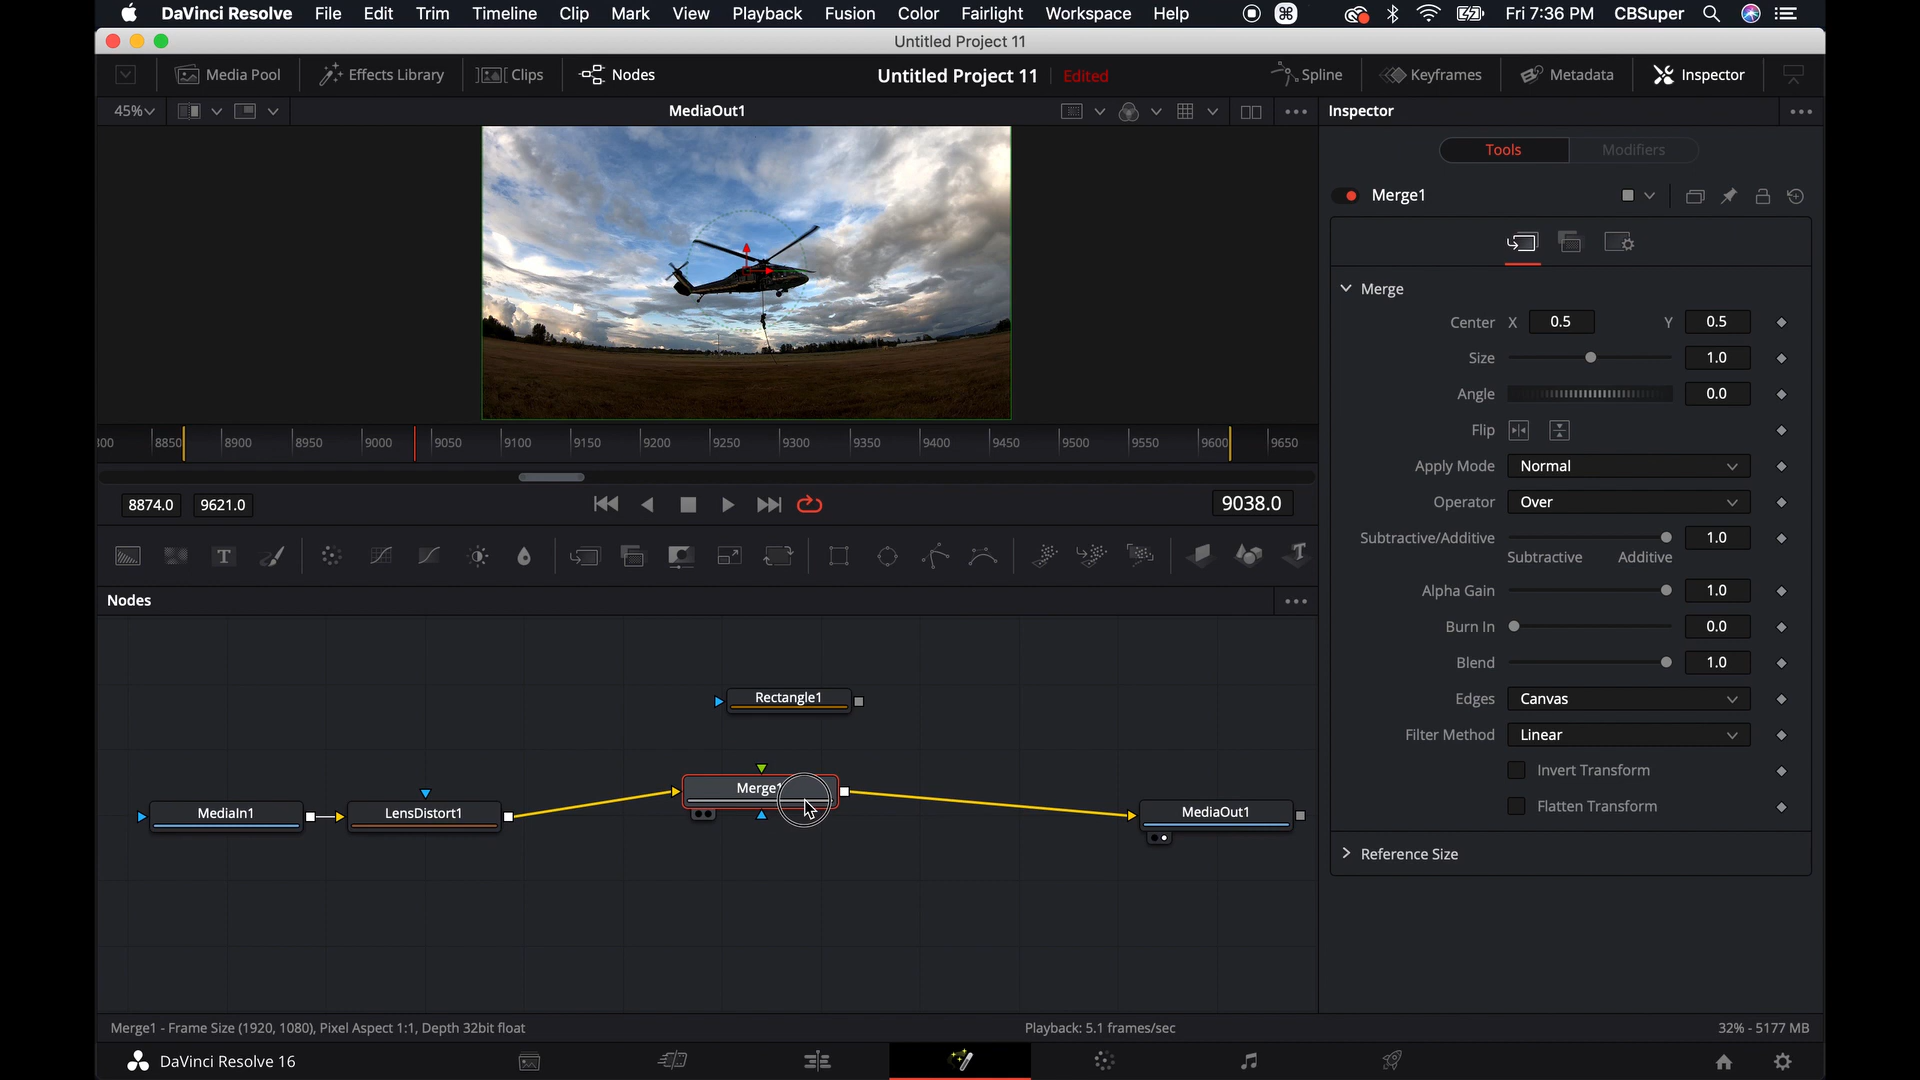 DaVinci Resolve File Edit Trim Timeline Clip Mark View Playback Fusion Color Fairlight Workspace Help Fri 7:36 PM CBSuper
Untitled Project 11
Media Pool Effects Library Clips Nodes Untitled Project 11 Edited Spline Keyframes Metadata Inspector
45% MediaOut1 Inspector
Tools Modifiers
Merge1
Merge
Center X 0.5 Y 0.5
Size 1.0
Angle 0.0
Flip
Apply Mode Normal
Operator Over
Subtractive/Additive 1.0
Subtractive Additive
Alpha Gain 1.0
Burn In 0.0
Blend 1.0
Edges Canvas
Filter Method Linear
Invert Transform
Flatten Transform
Reference Size
800 8850 8900 8950 9000 9050 9100 9150 9200 9250 9300 9350 9400 9450 9500 9550 9600 9650
8874.0 9621.0 9038.0
T T
Nodes
Rectangle1
Merge1
MediaIn1 LensDistort1 MediaOut1
Merge1 - Frame Size (1920, 1080), Pixel Aspect 1:1, Depth 32bit float Playback: 5.1 frames/sec 32% - 5177 MB
DaVinci Resolve 16